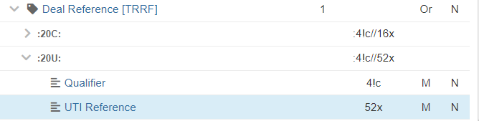 Deal Reference [TRRF] 1 Or N
:20C: :4!c//16x
:20U: :4!c//52x
Qualifier 4!c M N
UTI Reference 52x M N